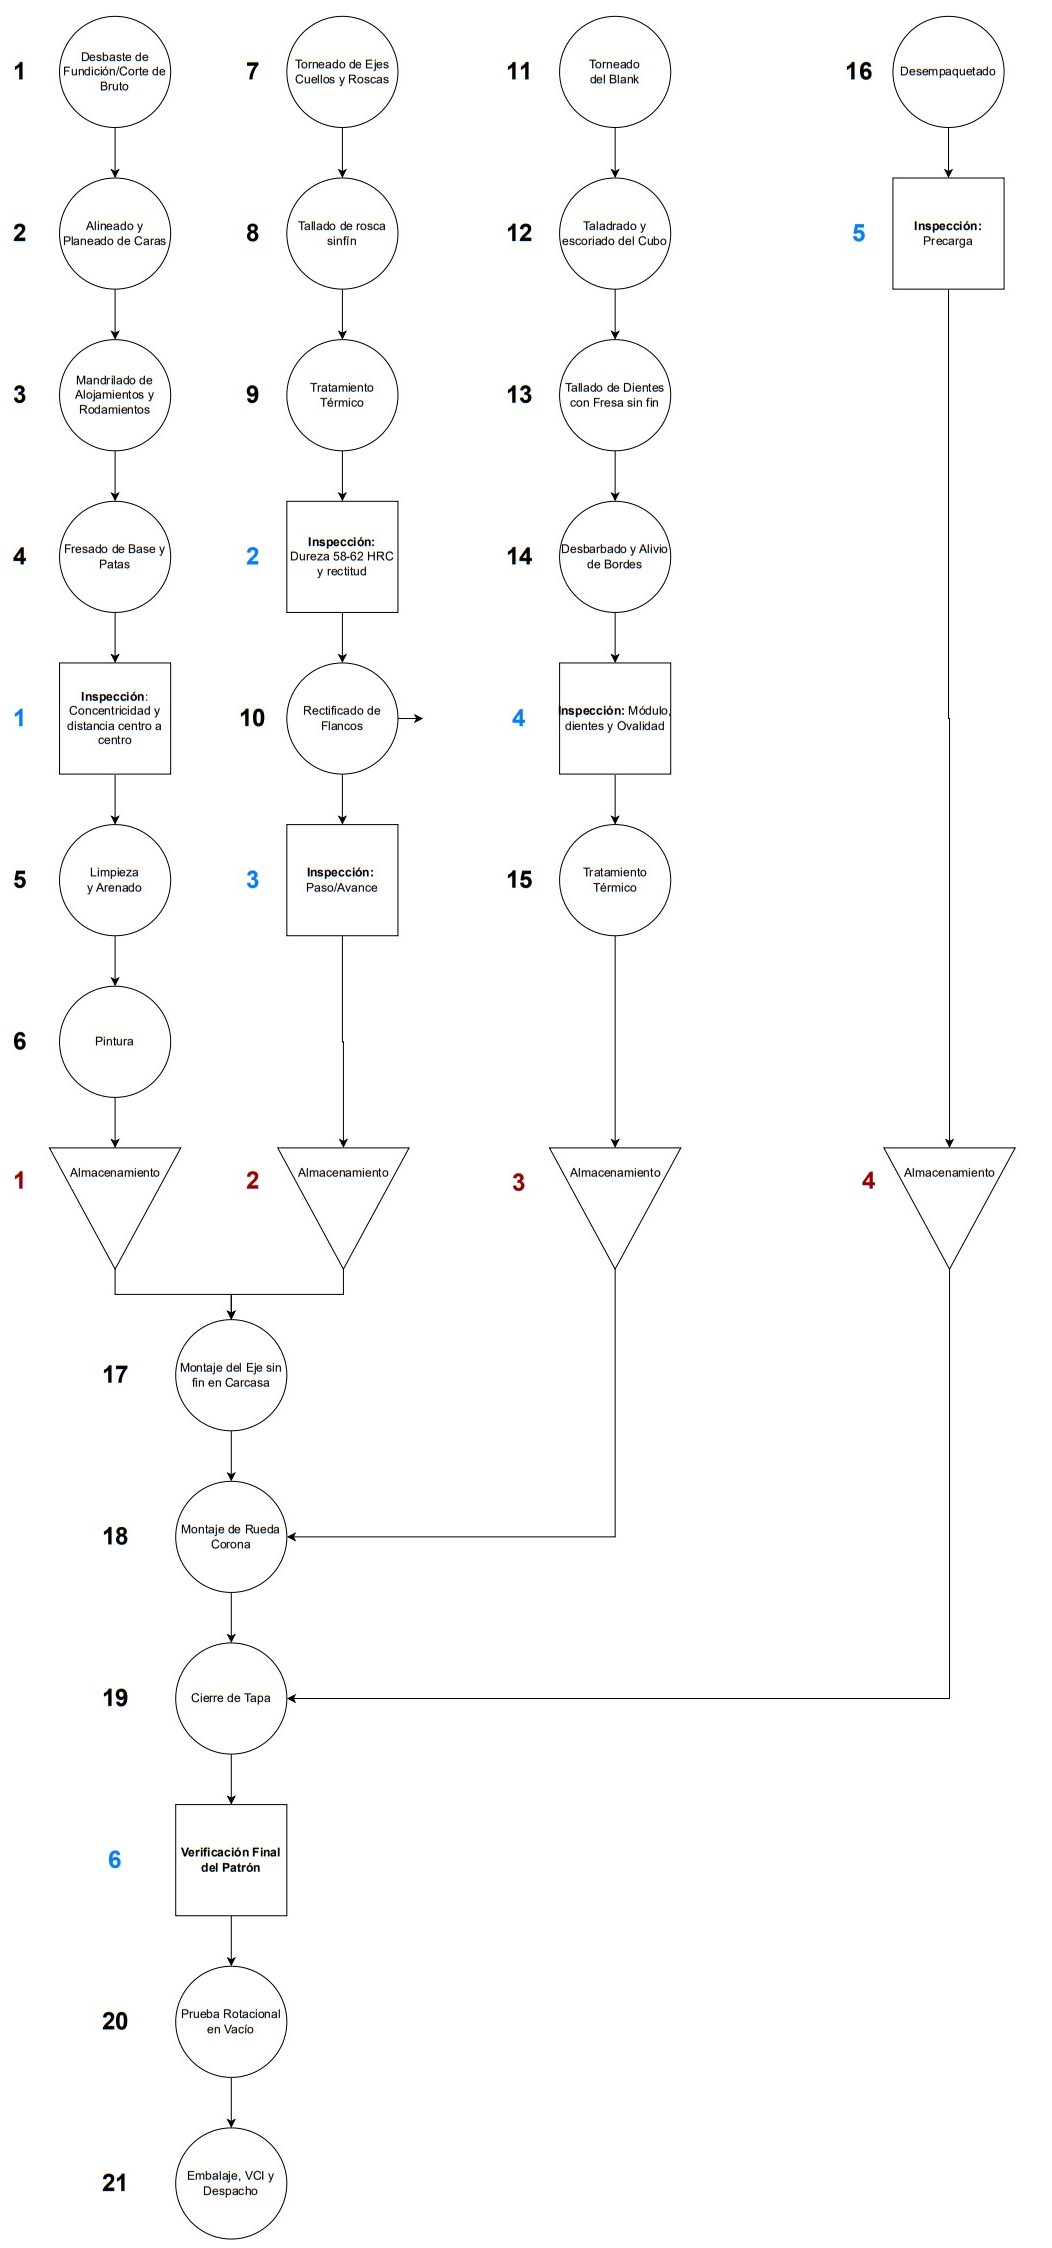 1
Desbaste de
Fundición/Corte de
Bruto
2
Alineado y
Planeado de Caras
3
Mandrilado de
Alojamientos y
Rodamientos
4
Fresado de Base y
Patas
1
Inspección:
Concentricidad y
distancia centro a
centro
5
Limpieza
y Arenado
6
Pintura
1
Almacenamiento
7
Torneado de Ejes
Cuellos y Roscas
8
Tallado de rosca
sinfín
9
Tratamiento
Térmico
2
Inspección:
Dureza 58-62 HRC
y rectitud
10
Rectificado de
Flancos
3
Inspección:
Paso/Avance
2
Almacenamiento
11
Torneado
del Blank
12
Taladrado y
escoriado del Cubo
13
Tallado de Dientes
con Fresa sin fin
14
Desbarbado y Alivio
de Bordes
4
Inspección: Módulo,
dientes y Ovalidad
15
Tratamiento
Térmico
3
Almacenamiento
16
Desempaquetado
5
Inspección:
Precarga
4
Almacenamiento
17
Montaje del Eje sin
fin en Carcasa
18
Montaje de Rueda
Corona
19
Cierre de Tapa
6
Verificación Final
del Patrón
20
Prueba Rotacional
en Vacío
21
Embalaje, VCI y
Despacho